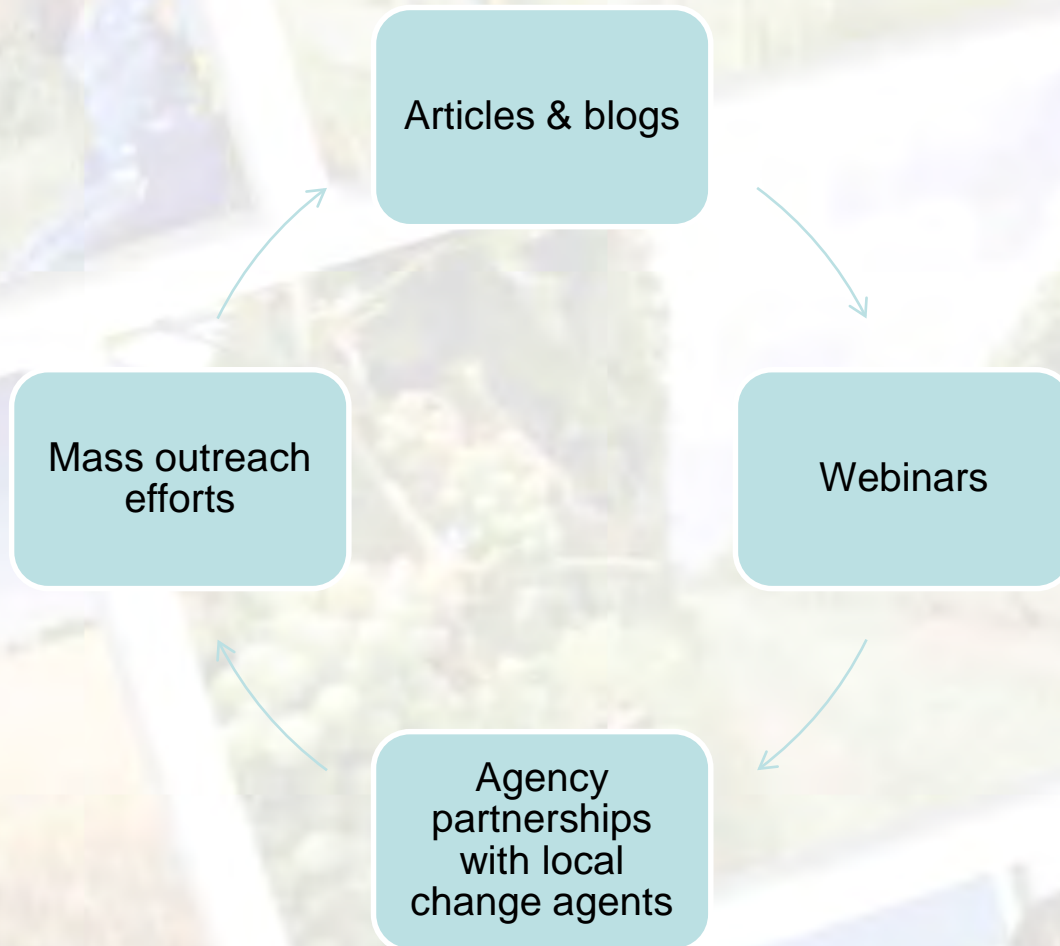 Articles & blogs
Mass outreach
efforts
Webinars
Agency
partnerships
with local
change agents